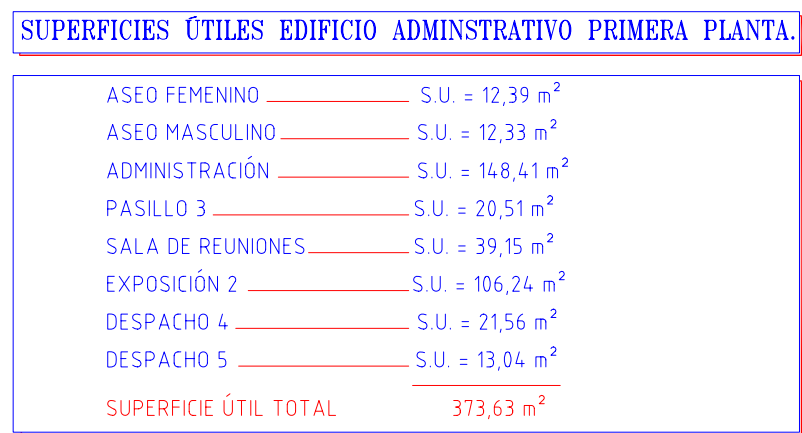 SUPERFICIES ÚTILES EDIFICIO ADMINSTRATIVO PRIMERA PLANTA.
ASEO FEMENINO S.U. = 12,39 m²
ASEO MASCULINO S.U. = 12,33 m²
ADMINISTRACIÓN S.U. = 148,41 m²
PASILLO 3 S.U. = 20,51 m²
SALA DE REUNIONES S.U. = 39,15 m²
EXPOSICIÓN 2 S.U. = 106,24 m²
DESPACHO 4 S.U. = 21,56 m²
DESPACHO 5 S.U. = 13,04 m²
SUPERFICIE ÚTIL TOTAL 373,63 m²